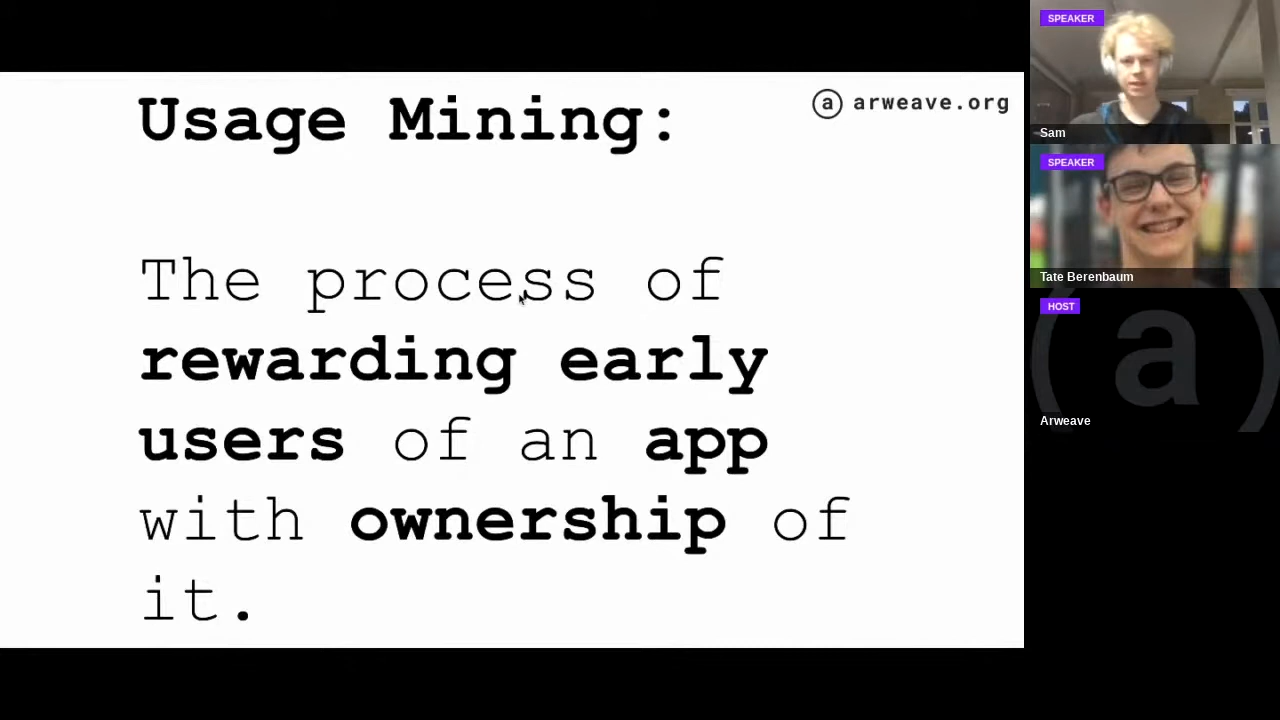 Usage Mining:
arweave.org
The process of
rewarding early
users of an app
with ownership of
it.
SPEAKER
Sam
SPEAKER
Tate Berenbaum
HOST
Arweave